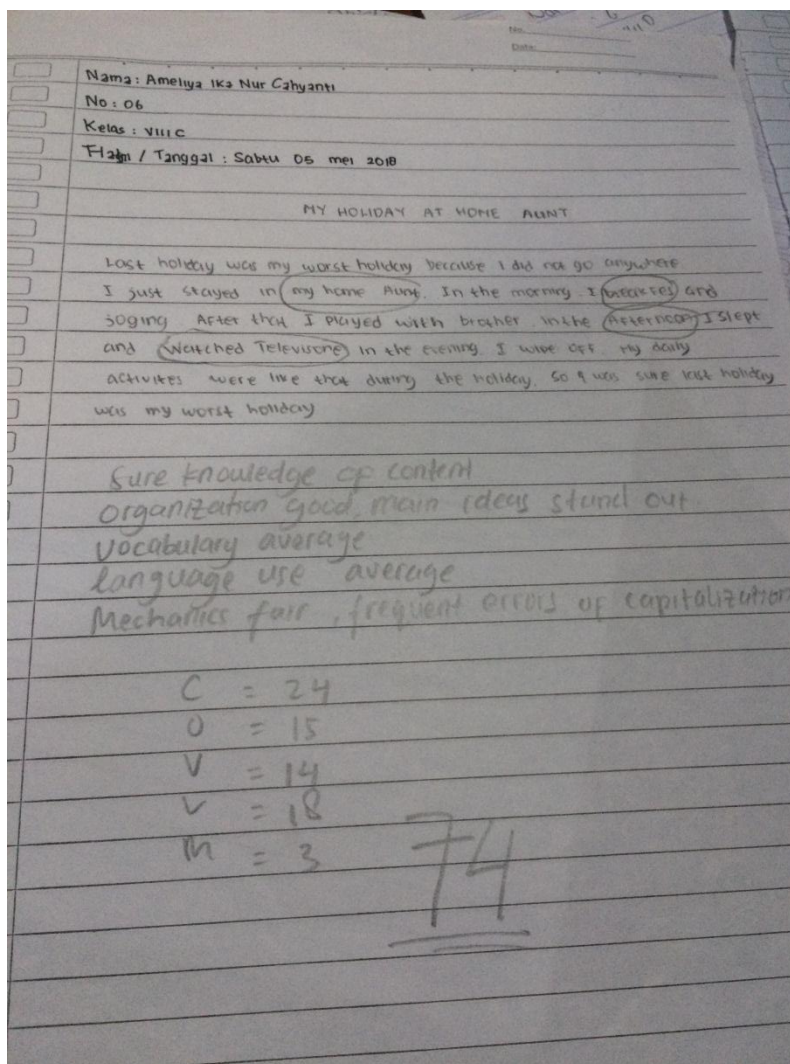 No.
Date:
Nama : Ameliya Ika Nur Cahyanti
No : 06
Kelas : VIII C
/ Tanggal : Sabtu 05 mei 2018
MY HOLIDAY AT HOME AUNT
Last holiday was my worst holiday because I did not go anywhere
I just stayed in my home Aunt. In the morning I and
joging After that I played with brother. in the Afternoon I slept
and Watched Televisone In the evening I wipe off. My daily
activites were like that during the holiday. So I was sure last holiday
was my worst holiday
Sure knowledge of content
Organization good, main ideas stand out
Vocabulary average
language use average
Mechanics fair, frequent errors of capitalization
C = 24
O = 15
V = 14
V = 18
M = 3
74